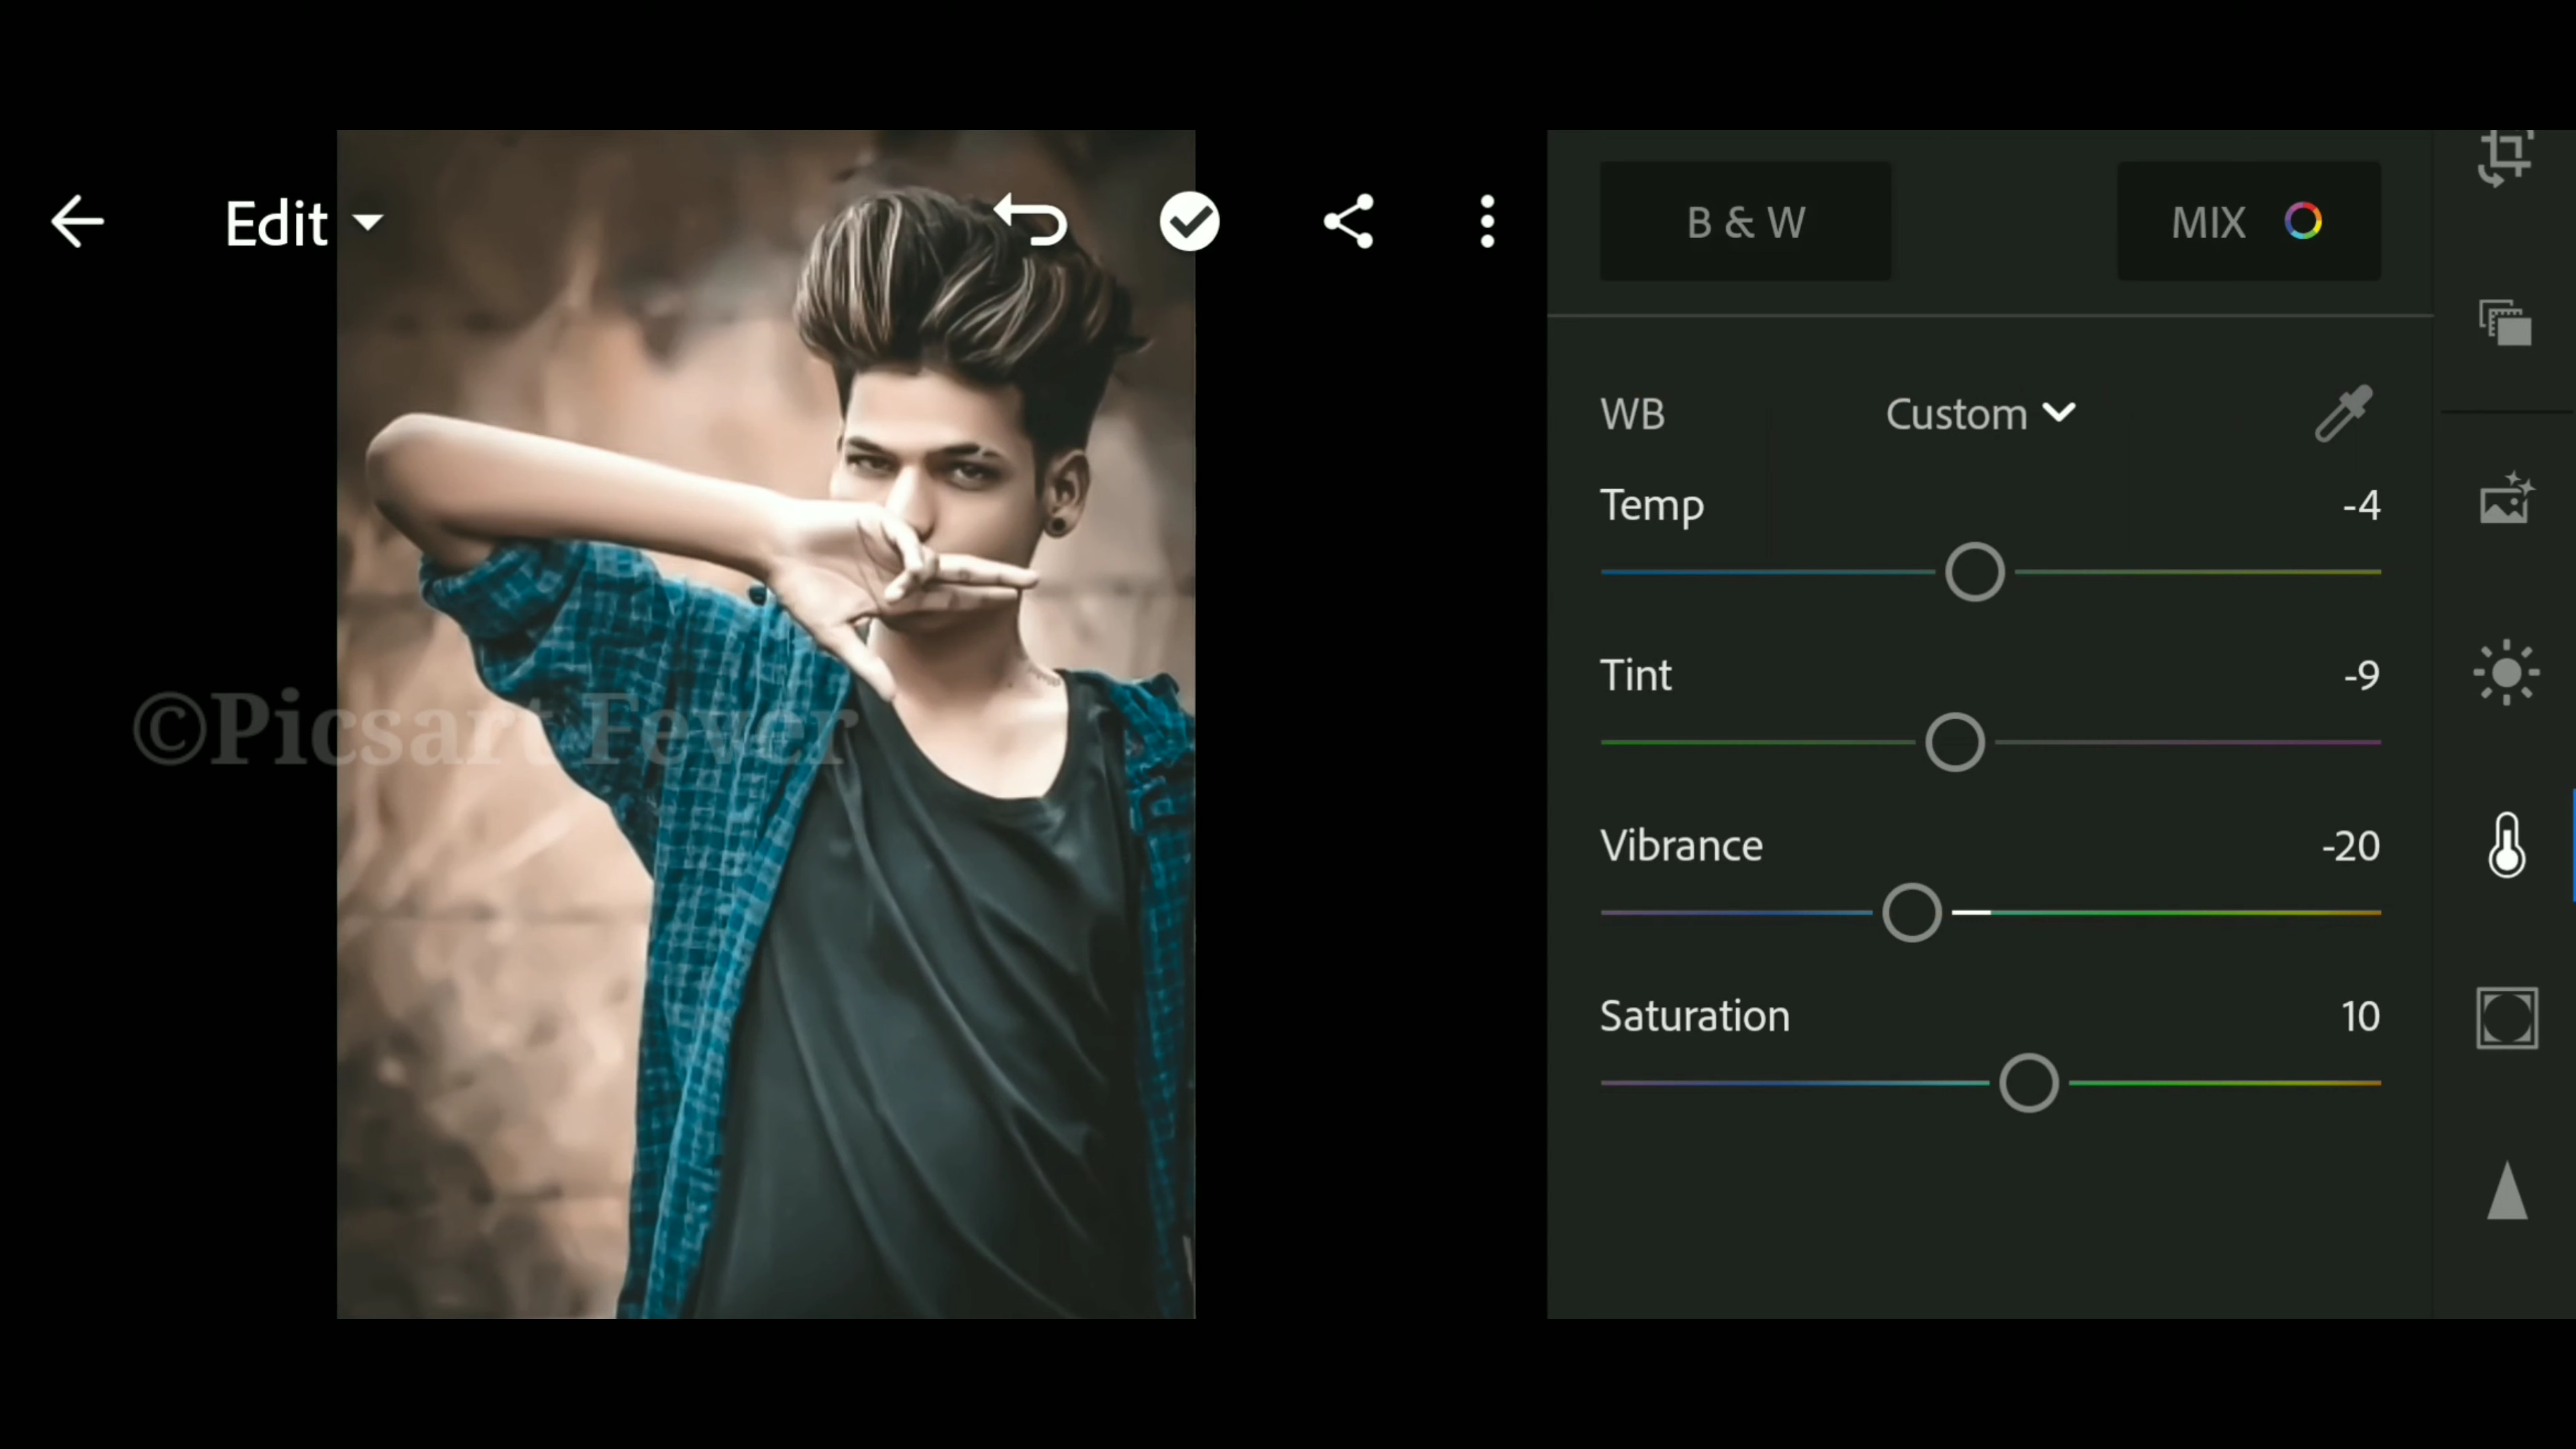 Edit
B & W
MIX
WB
Custom
Temp
-4
Tint
-9
Vibrance
-20
Saturation
10
©Picsart Fever